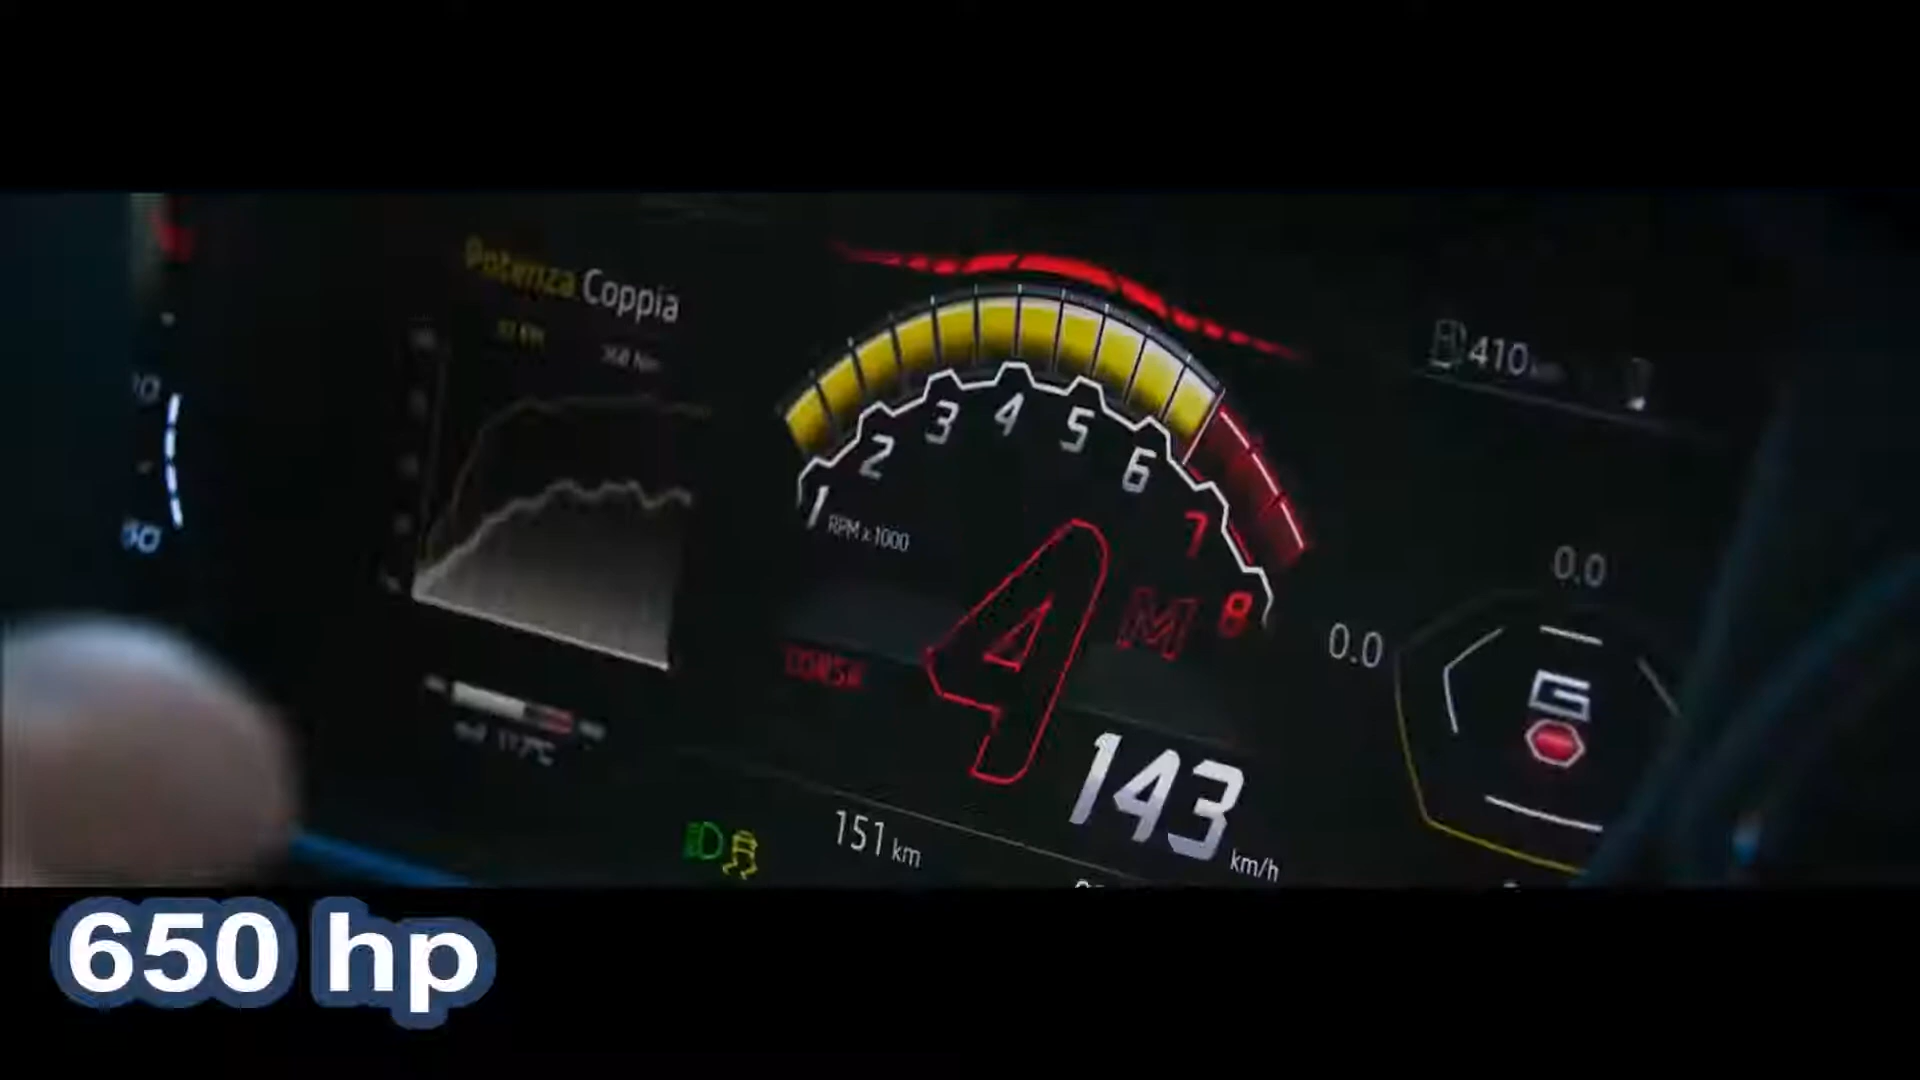 Potenza Coppia
410
1 2 3 4 5 6 7 8
RPM x 1000
0.0
0.0
4 M
CORSA
143 km/h
151 km
650 hp